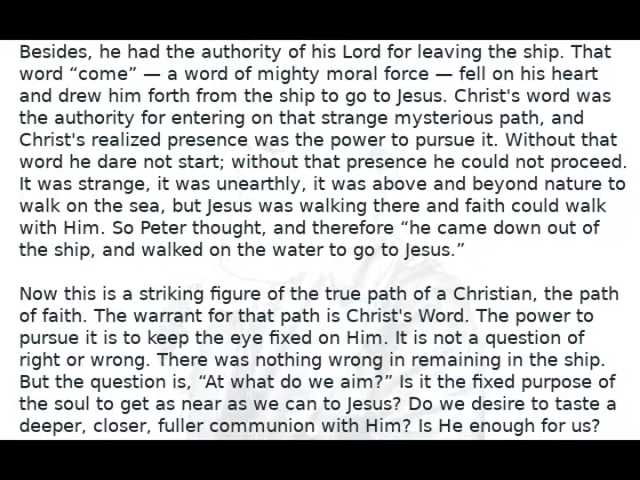 Besides, he had the authority of his Lord for leaving the ship. That
word “come” — a word of mighty moral force — fell on his heart
and drew him forth from the ship to go to Jesus. Christ's word was
the authority for entering on that strange mysterious path, and
Christ's realized presence was the power to pursue it. Without that
word he dare not start; without that presence he could not proceed.
It was strange, it was unearthly, it was above and beyond nature to
walk on the sea, but Jesus was walking there and faith could walk
with Him. So Peter thought, and therefore “he came down out of
the ship, and walked on the water to go to Jesus.”
Now this is a striking figure of the true path of a Christian, the path
of faith. The warrant for that path is Christ's Word. The power to
pursue it is to keep the eye fixed on Him. It is not a question of
right or wrong. There was nothing wrong in remaining in the ship.
But the question is, “At what do we aim?” Is it the fixed purpose of
the soul to get as near as we can to Jesus? Do we desire to taste a
deeper, closer, fuller communion with Him? Is He enough for us?